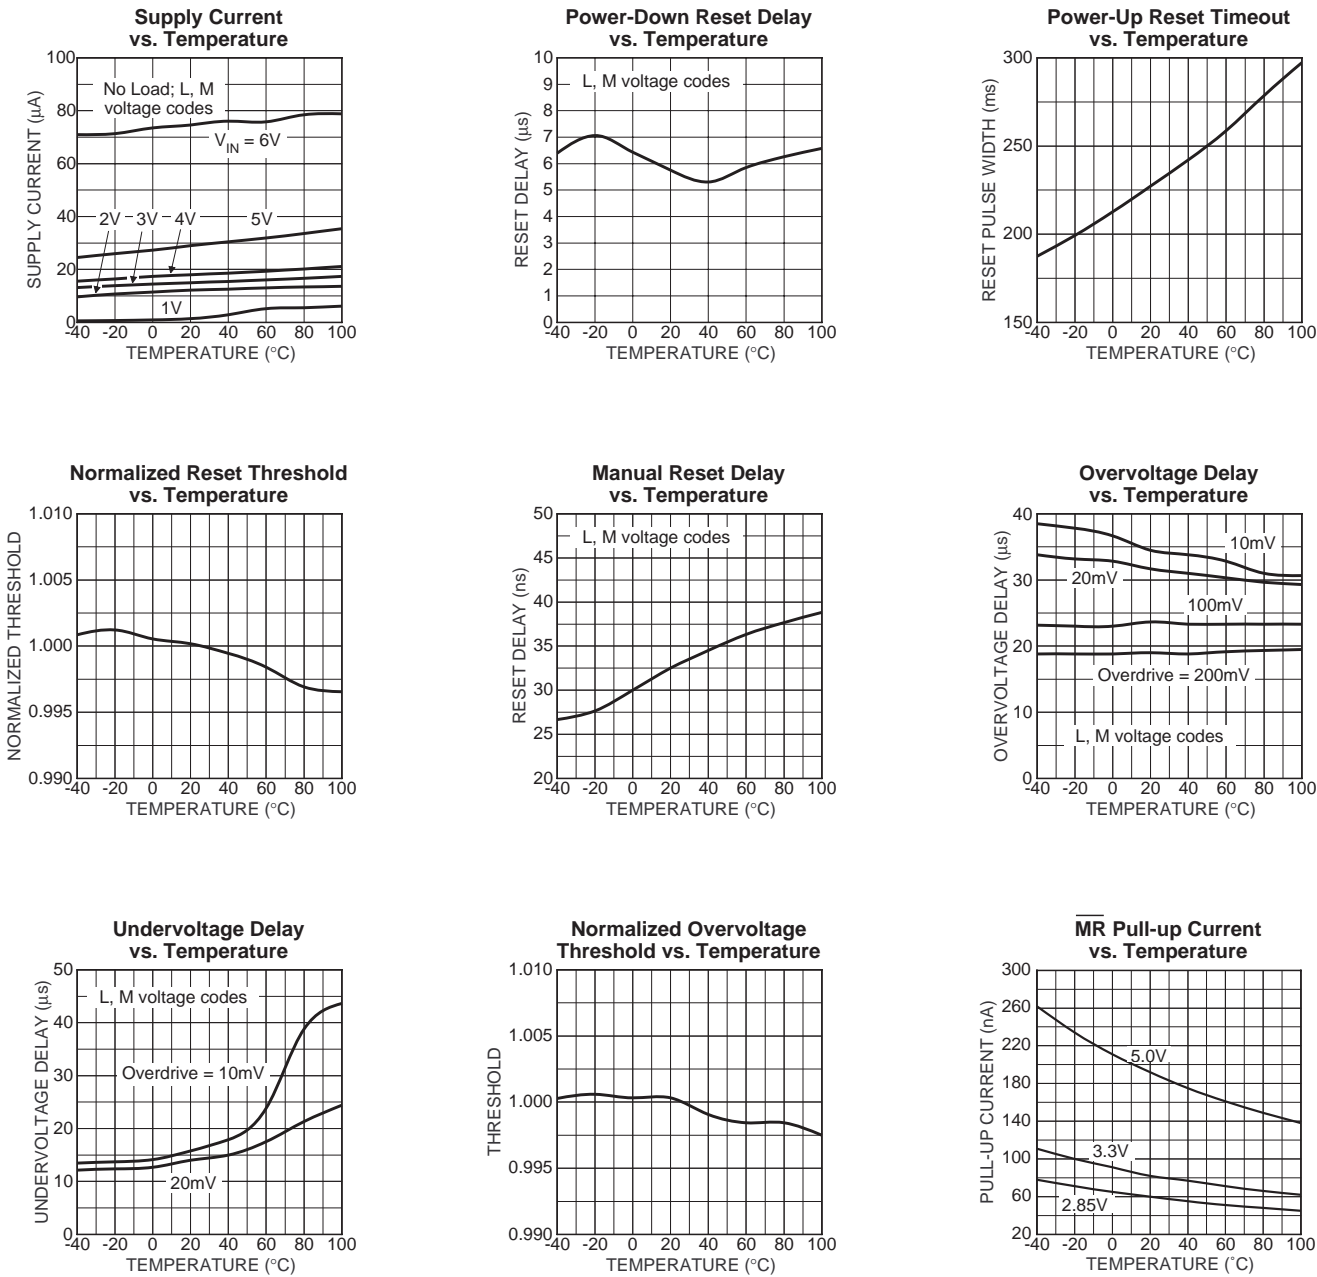 Supply Current
vs. Temperature
100
80
60
40
20
0
SUPPLY CURRENT (µA)
No Load; L, M
voltage codes
VIN = 6V
2V 3V 4V 5V
1V
-40 -20 0 20 40 60 80 100
TEMPERATURE (°C)
Power-Down Reset Delay
vs. Temperature
10
9
8
7
6
5
4
3
2
1
0
RESET DELAY (µs)
L, M voltage codes
-40 -20 0 20 40 60 80 100
TEMPERATURE (°C)
Power-Up Reset Timeout
vs. Temperature
300
250
200
150
RESET PULSE WIDTH (ms)
-40 -20 0 20 40 60 80 100
TEMPERATURE (°C)
Normalized Reset Threshold
vs. Temperature
1.010
1.005
1.000
0.995
0.990
NORMALIZED THRESHOLD
-40 -20 0 20 40 60 80 100
TEMPERATURE (°C)
Manual Reset Delay
vs. Temperature
50
45
40
35
30
25
20
RESET DELAY (ns)
L, M voltage codes
-40 -20 0 20 40 60 80 100
TEMPERATURE (°C)
Overvoltage Delay
vs. Temperature
40
30
20
10
0
OVERVOLTAGE DELAY (µs)
10mV
20mV
100mV
Overdrive = 200mV
L, M voltage codes
-40 -20 0 20 40 60 80 100
TEMPERATURE (°C)
Undervoltage Delay
vs. Temperature
50
40
30
20
10
0
UNDERVOLTAGE DELAY (µs)
L, M voltage codes
Overdrive = 10mV
20mV
-40 -20 0 20 40 60 80 100
TEMPERATURE (°C)
Normalized Overvoltage
Threshold vs. Temperature
1.010
1.005
1.000
0.995
0.990
THRESHOLD
-40 -20 0 20 40 60 80 100
TEMPERATURE (°C)
MR Pull-up Current
vs. Temperature
300
260
220
180
140
100
60
20
PULL-UP CURRENT (nA)
5.0V
3.3V
2.85V
-40 -20 0 20 40 60 80 100
TEMPERATURE (˚C)